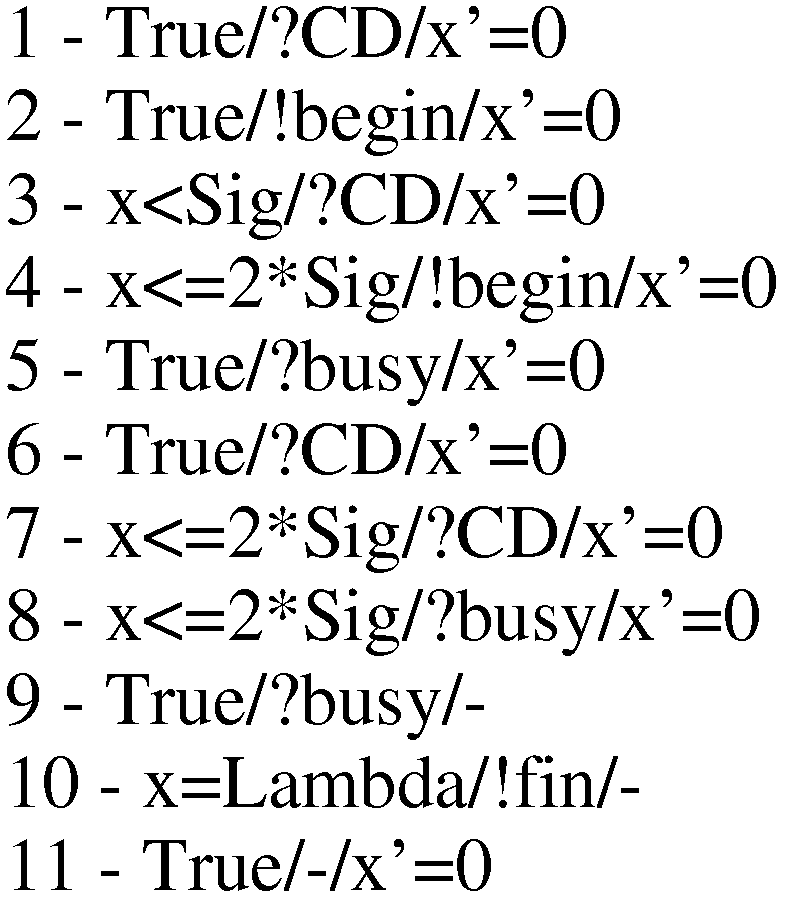 1 - True/?CD/x’=0
2 - True/!begin/x’=0
3 - x<Sig/?CD/x’=0
4 - x<=2*Sig/!begin/x’=0
5 - True/?busy/x’=0
6 - True/?CD/x’=0
7 - x<=2*Sig/?CD/x’=0
8 - x<=2*Sig/?busy/x’=0
9 - True/?busy/-
10 - x=Lambda/!fin/-
11 - True/-/x’=0